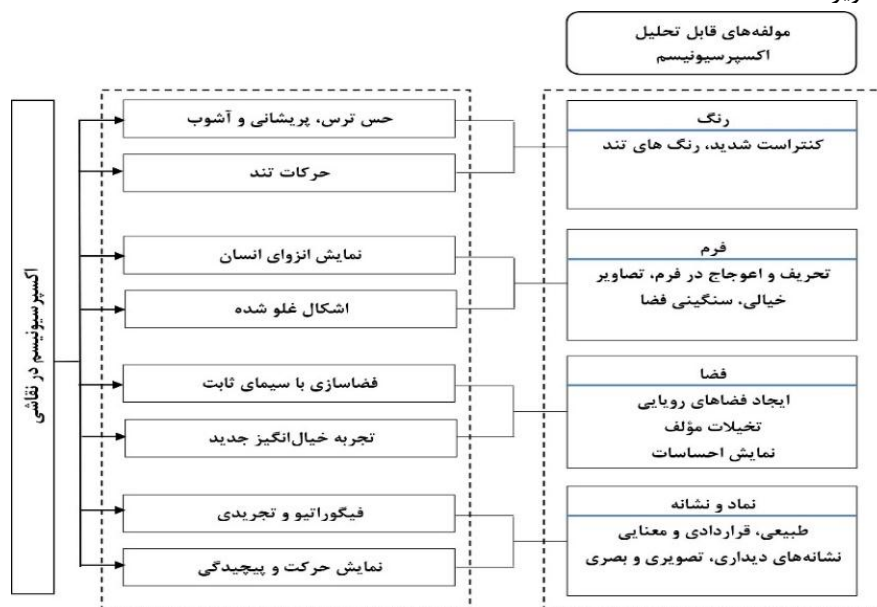 مولفه‌های قابل تحلیل
اکسپرسیونیسم
رنگ
کنتراست شدید، رنگ های تند
فرم
تحریف و اعوجاج در فرم، تصاویر
خیالی، سنگینی فضا
فضا
ایجاد فضاهای رویایی
تخیلات مؤلف
نمایش احساسات
نماد و نشانه
طبیعی، قراردادی و معنایی
نشانه‌های دیداری، تصویری و بصری
حس ترس، پریشانی و آشوب
حرکات تند
نمایش انزوای انسان
اشکال غلو شده
فضاسازی با سیمای ثابت
تجربه خیال‌انگیز جدید
فیگوراتیو و تجریدی
نمایش حرکت و پیچیدگی
اکسپرسیونیسم در نقاشی